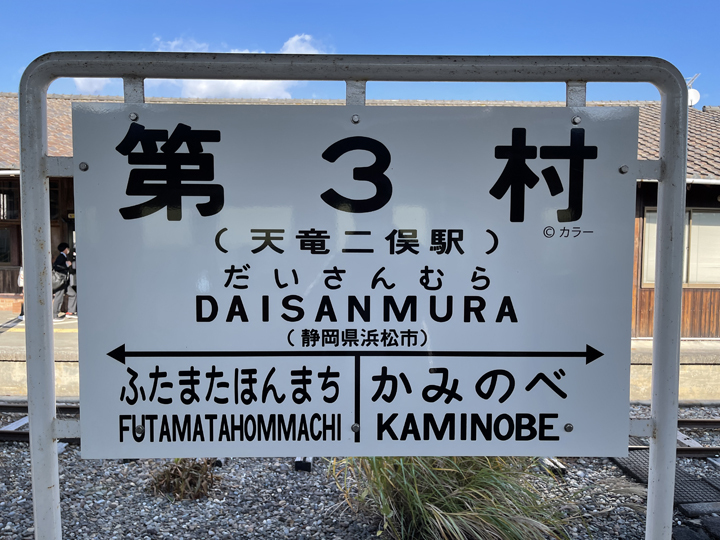 第3村
© カラー
(天竜二俣駅)
だいさんむら
DAISANMURA
(静岡県浜松市)
ふたまたほんまち かみのべ
FUTAMATAHOMMACHI KAMINOBE